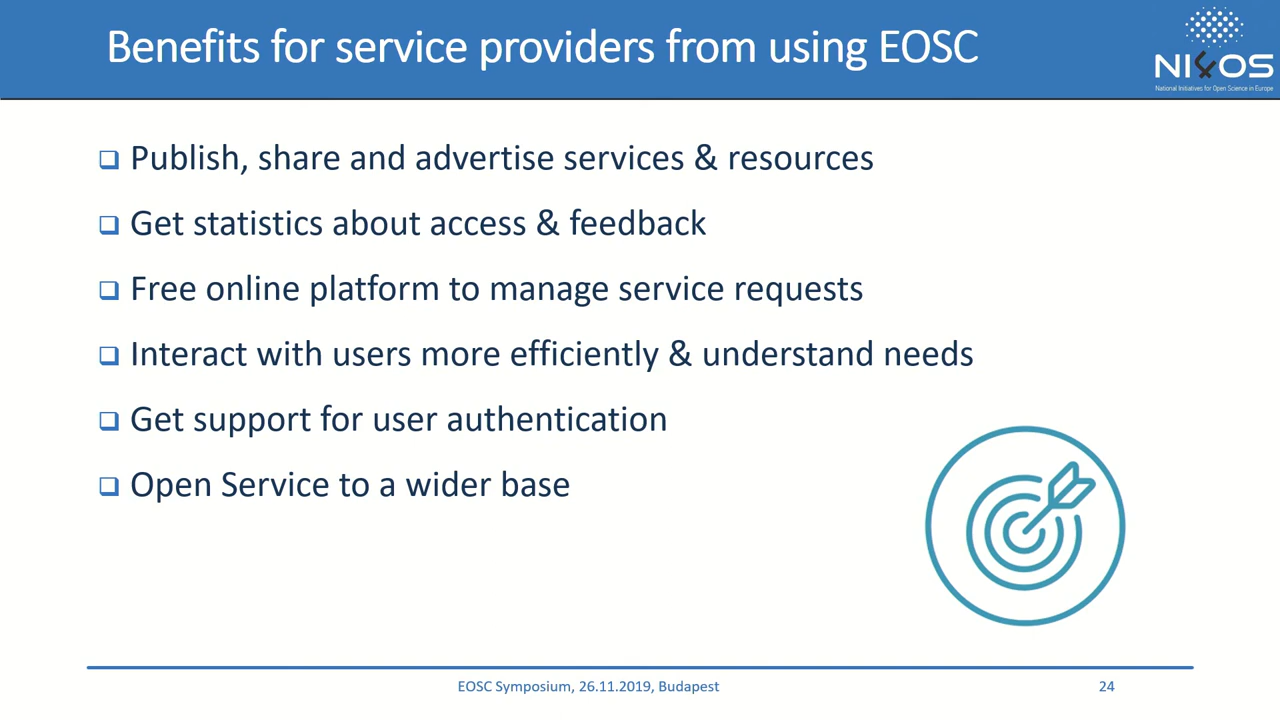 Benefits for service providers from using EOSC
NI4OS
National Initiatives for Open Science in Europe
Publish, share and advertise services & resources
Get statistics about access & feedback
Free online platform to manage service requests
Interact with users more efficiently & understand needs
Get support for user authentication
Open Service to a wider base
EOSC Symposium, 26.11.2019, Budapest
24